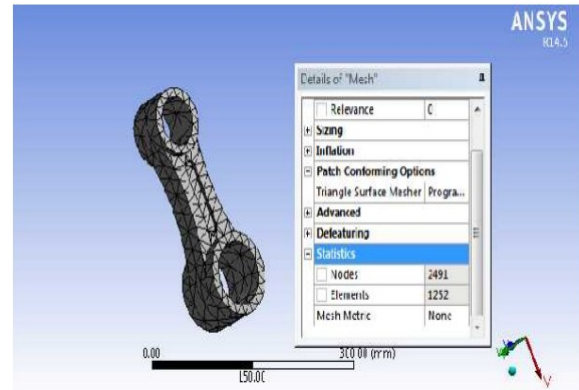 ANSYS
R14.5
Details of "Mesh"
Relevance 0
Sizing
Inflation
Patch Conforming Options
Triangle Surface Mesher Progra...
Advanced
Defeaturing
Statistics
Nodes 2491
Elements 1252
Mesh Metric None
0.00 300.00 (mm)
150.00
Y